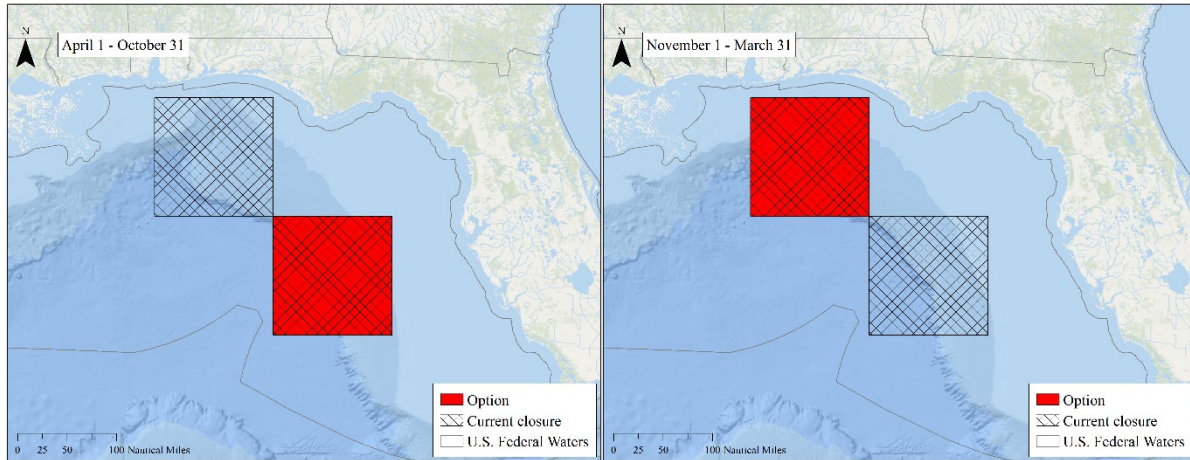 April 1 - October 31
N
Option
Current closure
U.S. Federal Waters
0 25 50 100 Nautical Miles
November 1 - March 31
N
Option
Current closure
U.S. Federal Waters
0 25 50 100 Nautical Miles